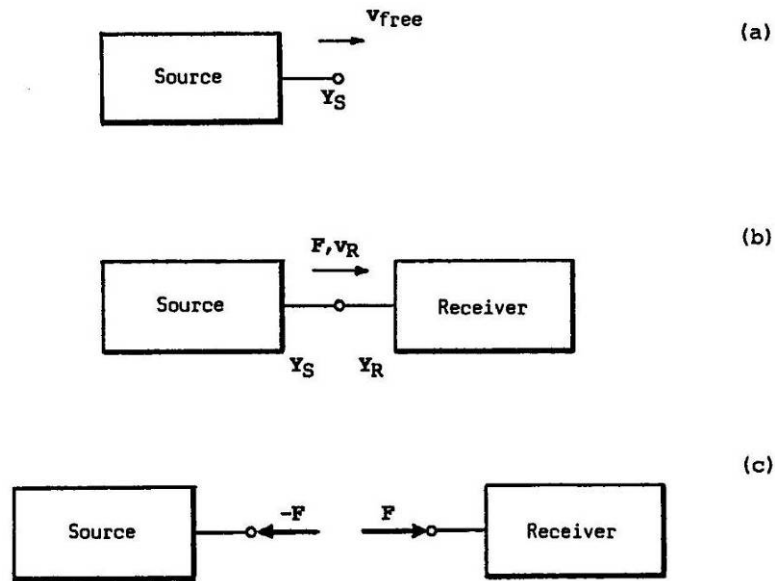 v_free
(a)
Source
Y_S
(b)
F,v_R
Source
Receiver
Y_S Y_R
(c)
-F F
Source
Receiver